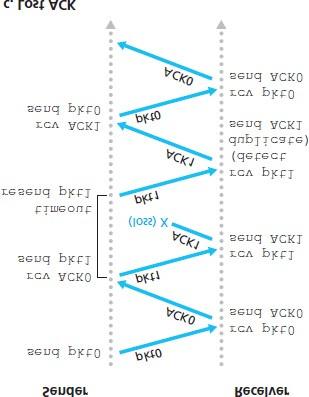 Sender
Receiver
send pkt0
pkt0
rcv pkt0
send ACK0
ACK0
rcv ACK0
send pkt1
pkt1
rcv pkt1
send ACK1
ACK1
(loss) X
timeout
resend pkt1
pkt1
rcv pkt1
(detect
duplicate)
send ACK1
ACK1
rcv ACK1
send pkt0
pkt0
rcv pkt0
send ACK0
ACK0
c. Lost ACK